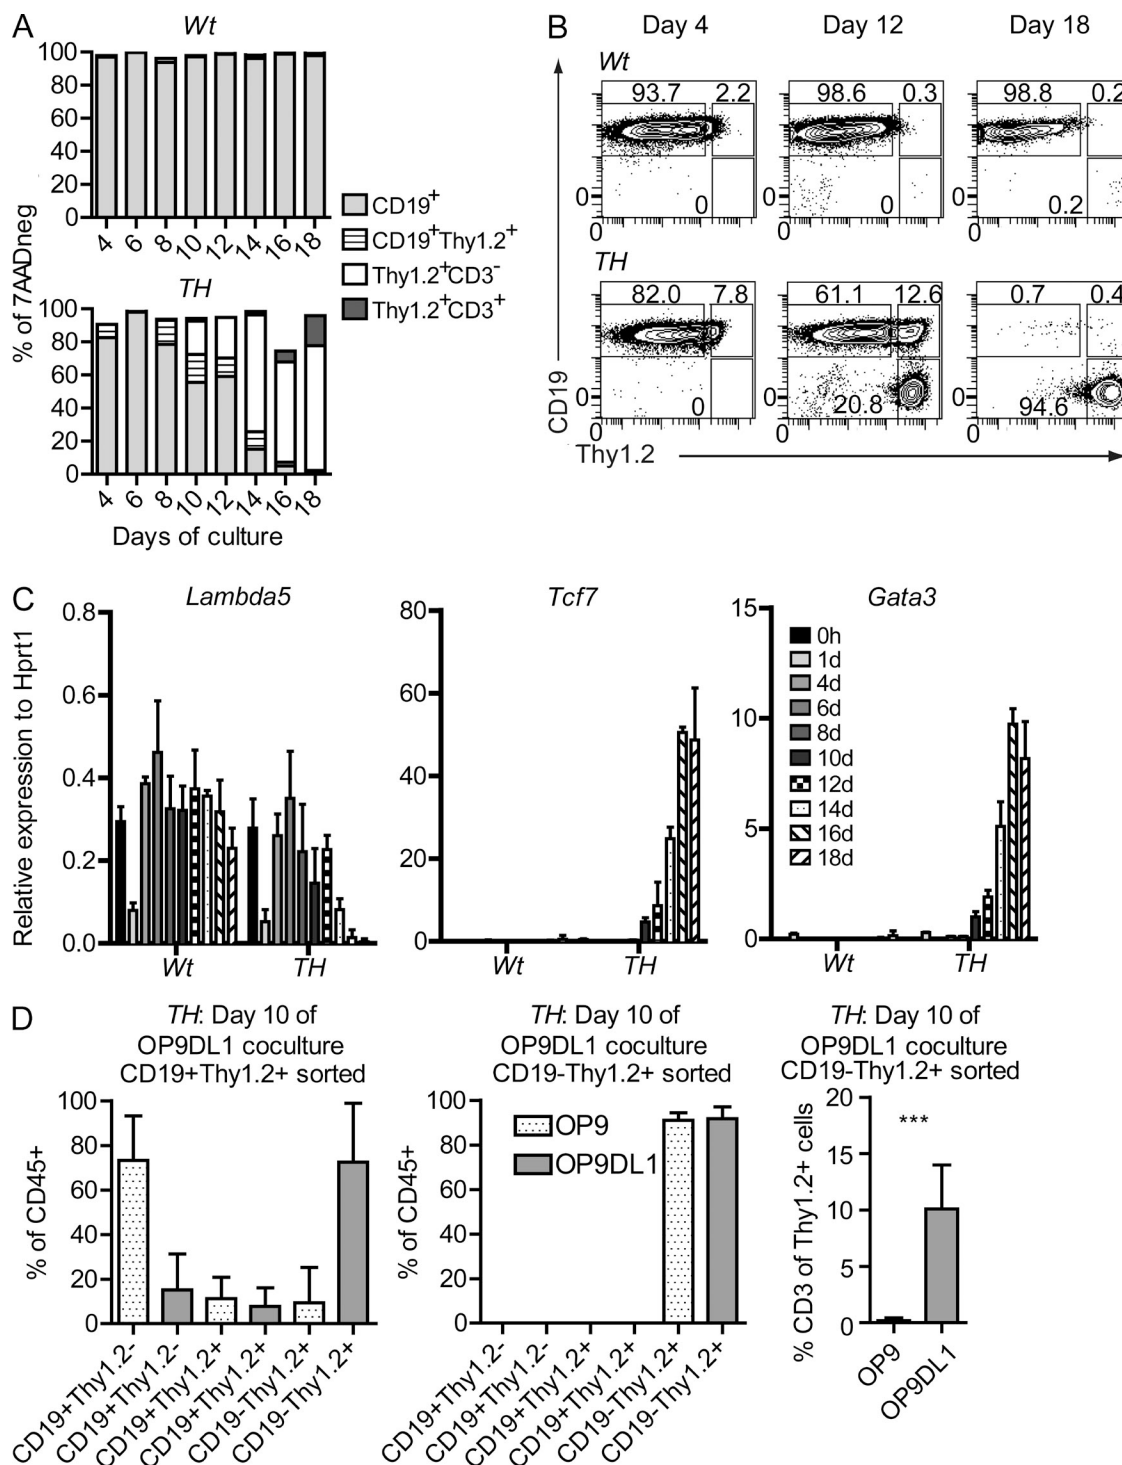 A
Wt
100
80
60
40
20
0
4 6 8 10 12 14 16 18
TH
100
80
60
40
20
0
4 6 8 10 12 14 16 18
% of 7AADneg
Days of culture
CD19+
CD19+Thy1.2+
Thy1.2+CD3-
Thy1.2+CD3+
B
Day 4 Day 12 Day 18
Wt
93.7 2.2 98.6 0.3 98.8 0.2
0 0 0
0 0 0.2
0 0 0
TH
82.0 7.8 61.1 12.6 0.7 0.4
0 0 0
0 20.8 94.6
0 0 0
CD19
Thy1.2
C
Lambda5
Relative expression to Hprt1
0.8
0.6
0.4
0.2
0.0
Wt TH
Tcf7
80
60
40
20
0
Wt TH
Gata3
15
10
5
0
Wt TH
0h
1d
4d
6d
8d
10d
12d
14d
16d
18d
D
TH: Day 10 of
OP9DL1 coculture
CD19+Thy1.2+ sorted
% of CD45+
100
80
60
40
20
0
CD19+Thy1.2-
CD19+Thy1.2-
CD19+Thy1.2+
CD19+Thy1.2+
CD19-Thy1.2+
CD19-Thy1.2+
TH: Day 10 of
OP9DL1 coculture
CD19-Thy1.2+ sorted
% of CD45+
100
80
60
40
20
0
OP9
OP9DL1
CD19+Thy1.2-
CD19+Thy1.2-
CD19+Thy1.2+
CD19+Thy1.2+
CD19-Thy1.2+
CD19-Thy1.2+
TH: Day 10 of
OP9DL1 coculture
CD19-Thy1.2+ sorted
% CD3 of Thy1.2+ cells
20
15
10
5
0
***
OP9
OP9DL1